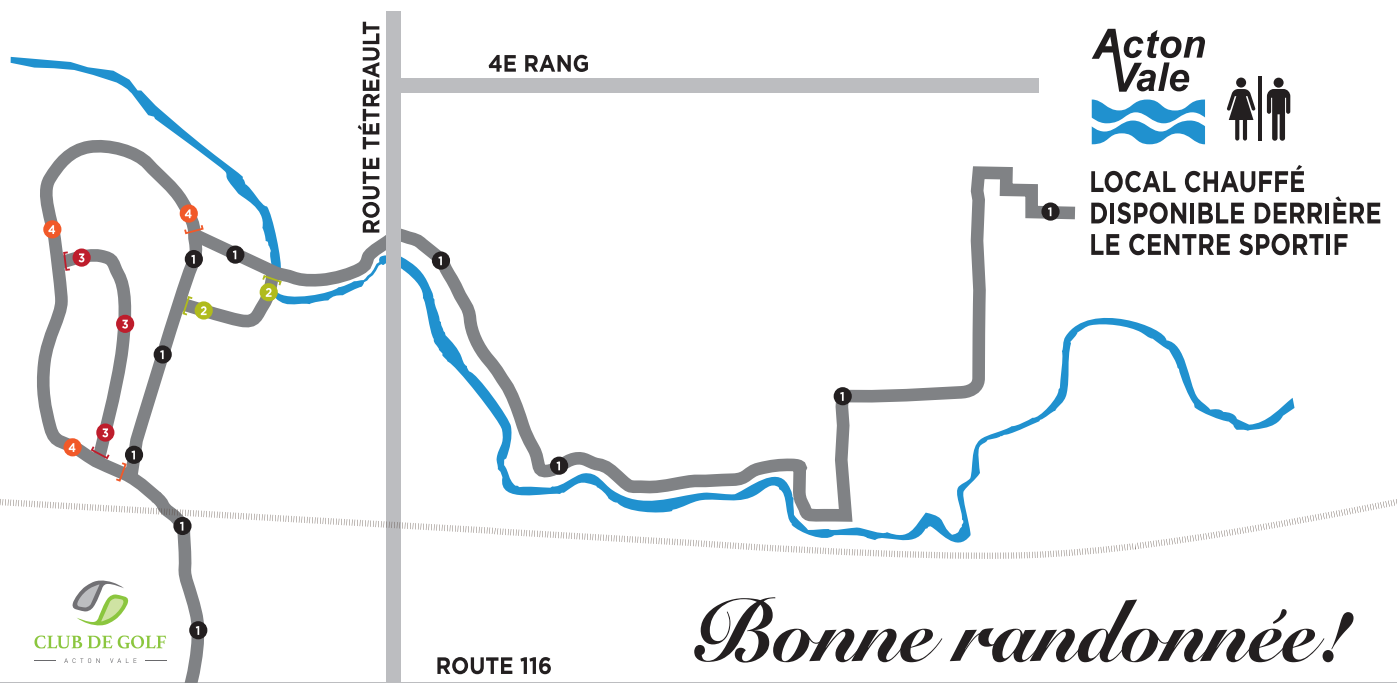 ROUTE TÉTREAULT
4E RANG
Acton
Vale
LOCAL CHAUFFÉ
DISPONIBLE DERRIÈRE
LE CENTRE SPORTIF
1
4
4
1
1
3
2
2
1
3
1
1
3
4
1
1
1
1
CLUB DE GOLF
ACTON VALE
ROUTE 116
Bonne randonnée!